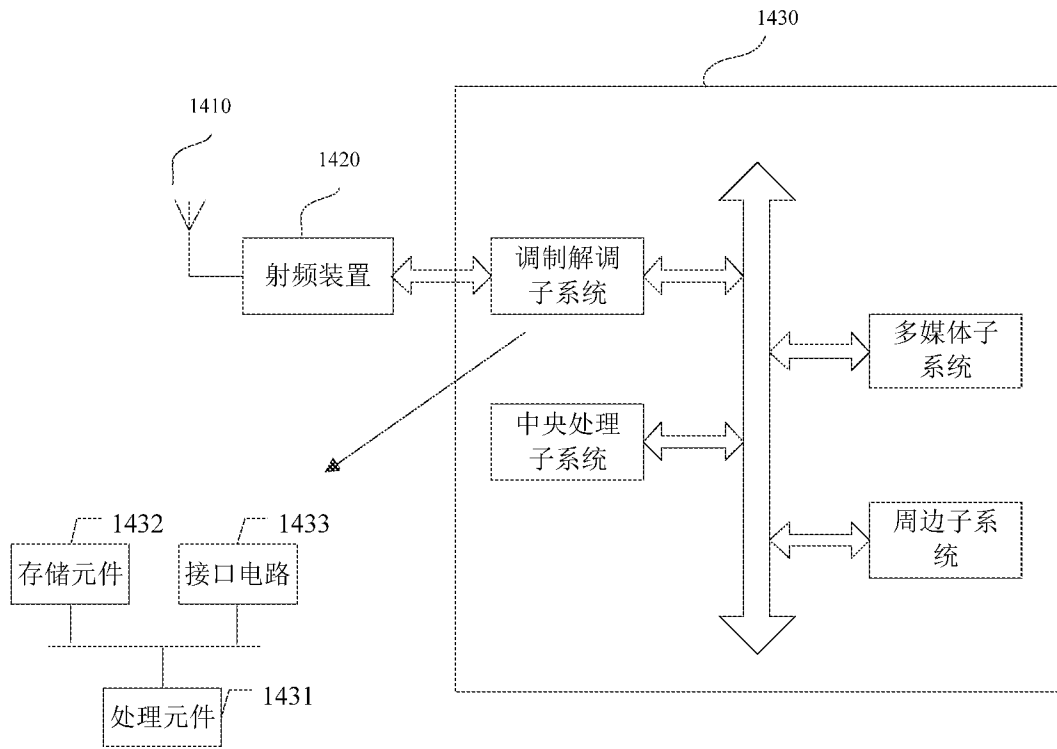 1430
1410
1420
射频装置
调制解调
子系统
多媒体子
系统
中央处理
子系统
周边子系
统
1432
1433
存储元件
接口电路
1431
处理元件